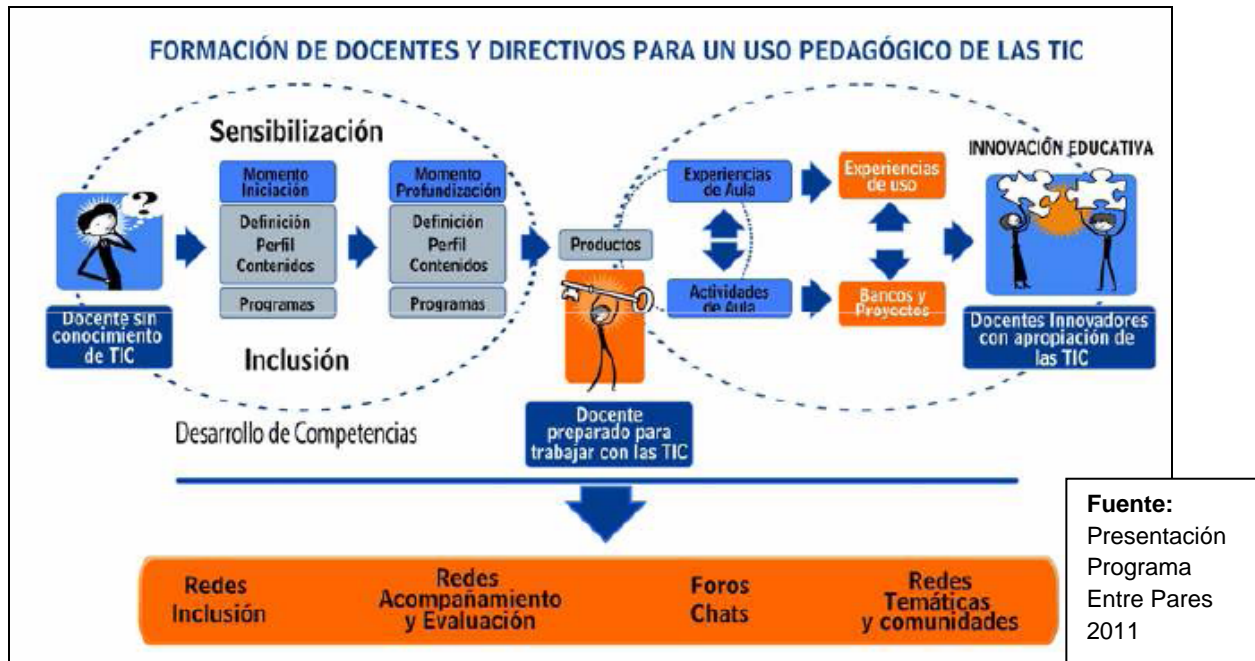 FORMACIÓN DE DOCENTES Y DIRECTIVOS PARA UN USO PEDAGÓGICO DE LAS TIC
Sensibilización
?
Docente sin
conocimiento
de TIC
Momento
Iniciación
Definición
Perfil
Contenidos
Programas
Momento
Profundización
Definición
Perfil
Contenidos
Programas
Inclusión
Desarrollo de Competencias
Productos
Docente
preparado para
trabajar con las TIC
Experiencias
de Aula
Actividades
de Aula
Experiencias
de uso
Bancos y
Proyectos
INNOVACIÓN EDUCATIVA
Docentes Innovadores
con apropiación de
las TIC
Redes
Inclusión
Redes
Acompañamiento
y Evaluación
Foros
Chats
Redes
Temáticas
y comunidades
Fuente:
Presentación
Programa
Entre Pares
2011